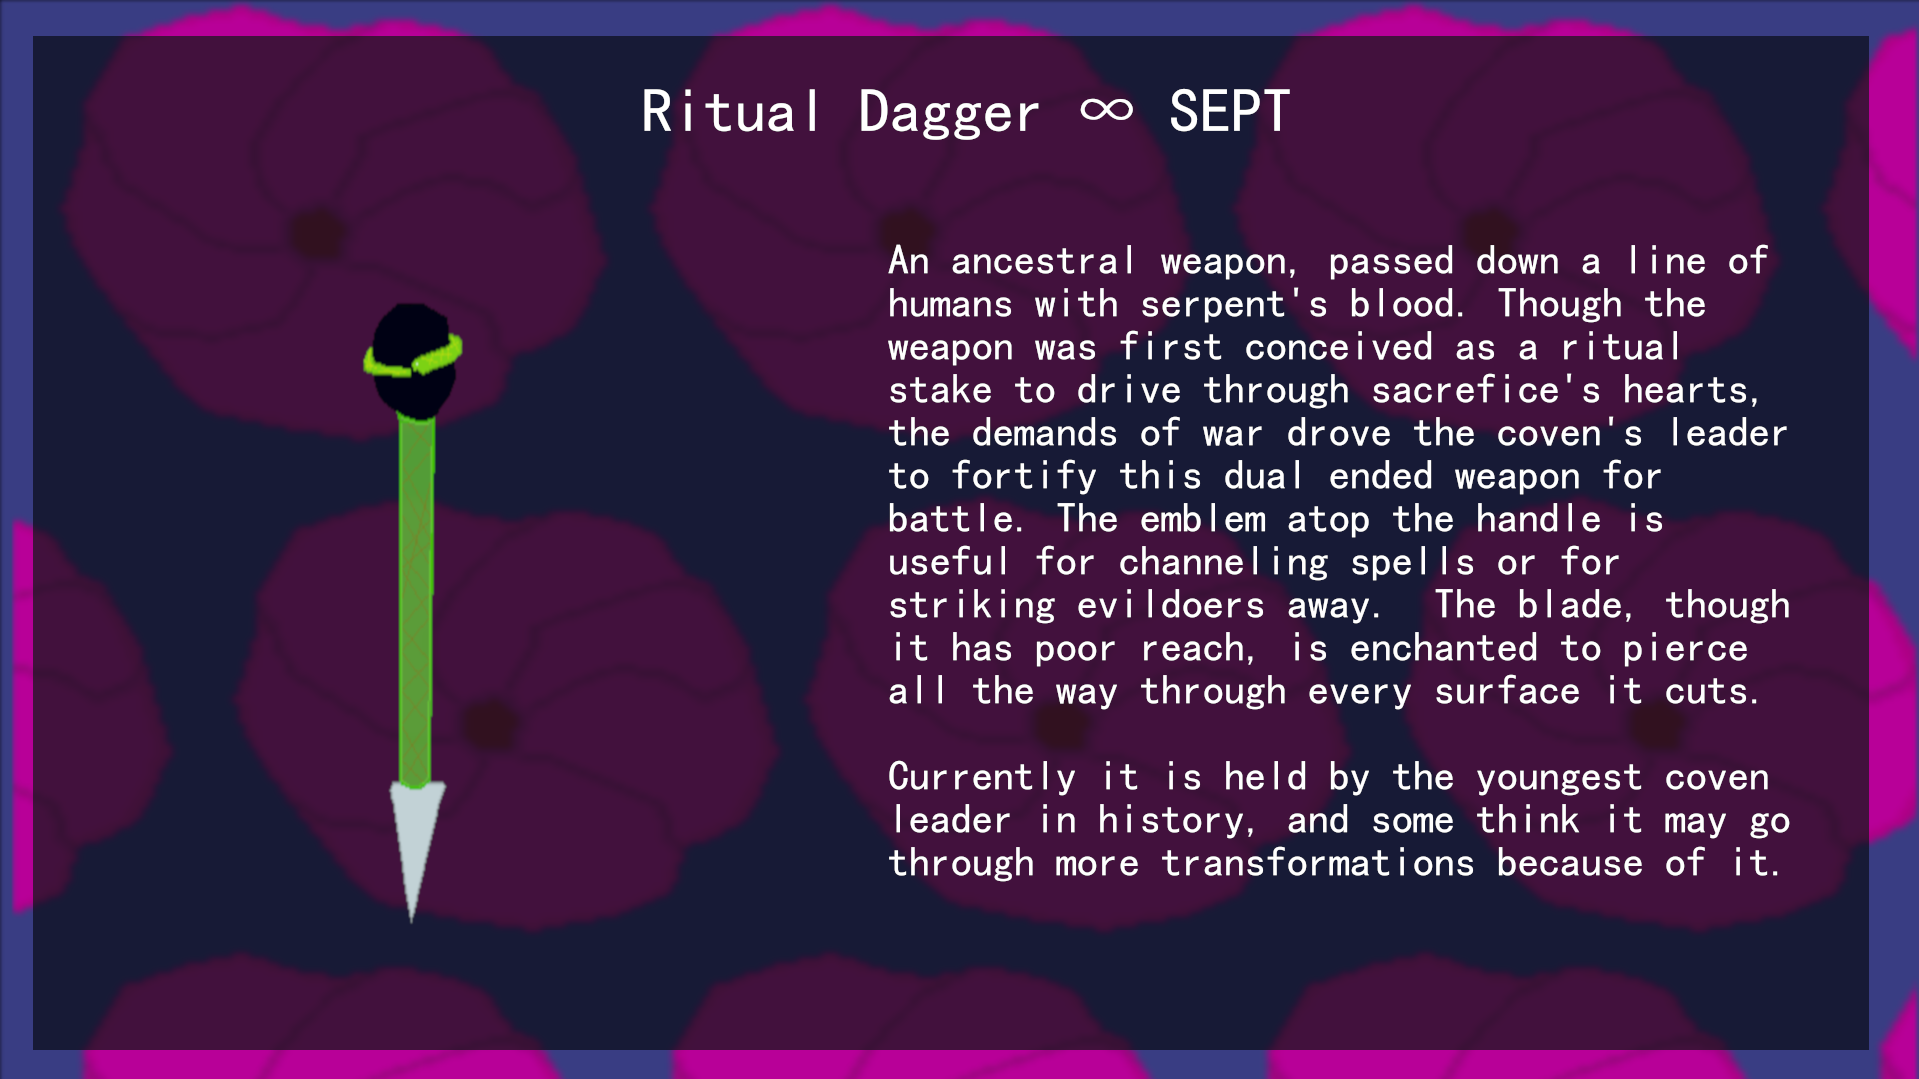 Ritual Dagger ∞ SEPT
An ancestral weapon, passed down a line of
humans with serpent's blood. Though the
weapon was first conceived as a ritual
stake to drive through sacrefice's hearts,
the demands of war drove the coven's leader
to fortify this dual ended weapon for
battle. The emblem atop the handle is
useful for channeling spells or for
striking evildoers away.  The blade, though
it has poor reach, is enchanted to pierce
all the way through every surface it cuts.
Currently it is held by the youngest coven
leader in history, and some think it may go
through more transformations because of it.